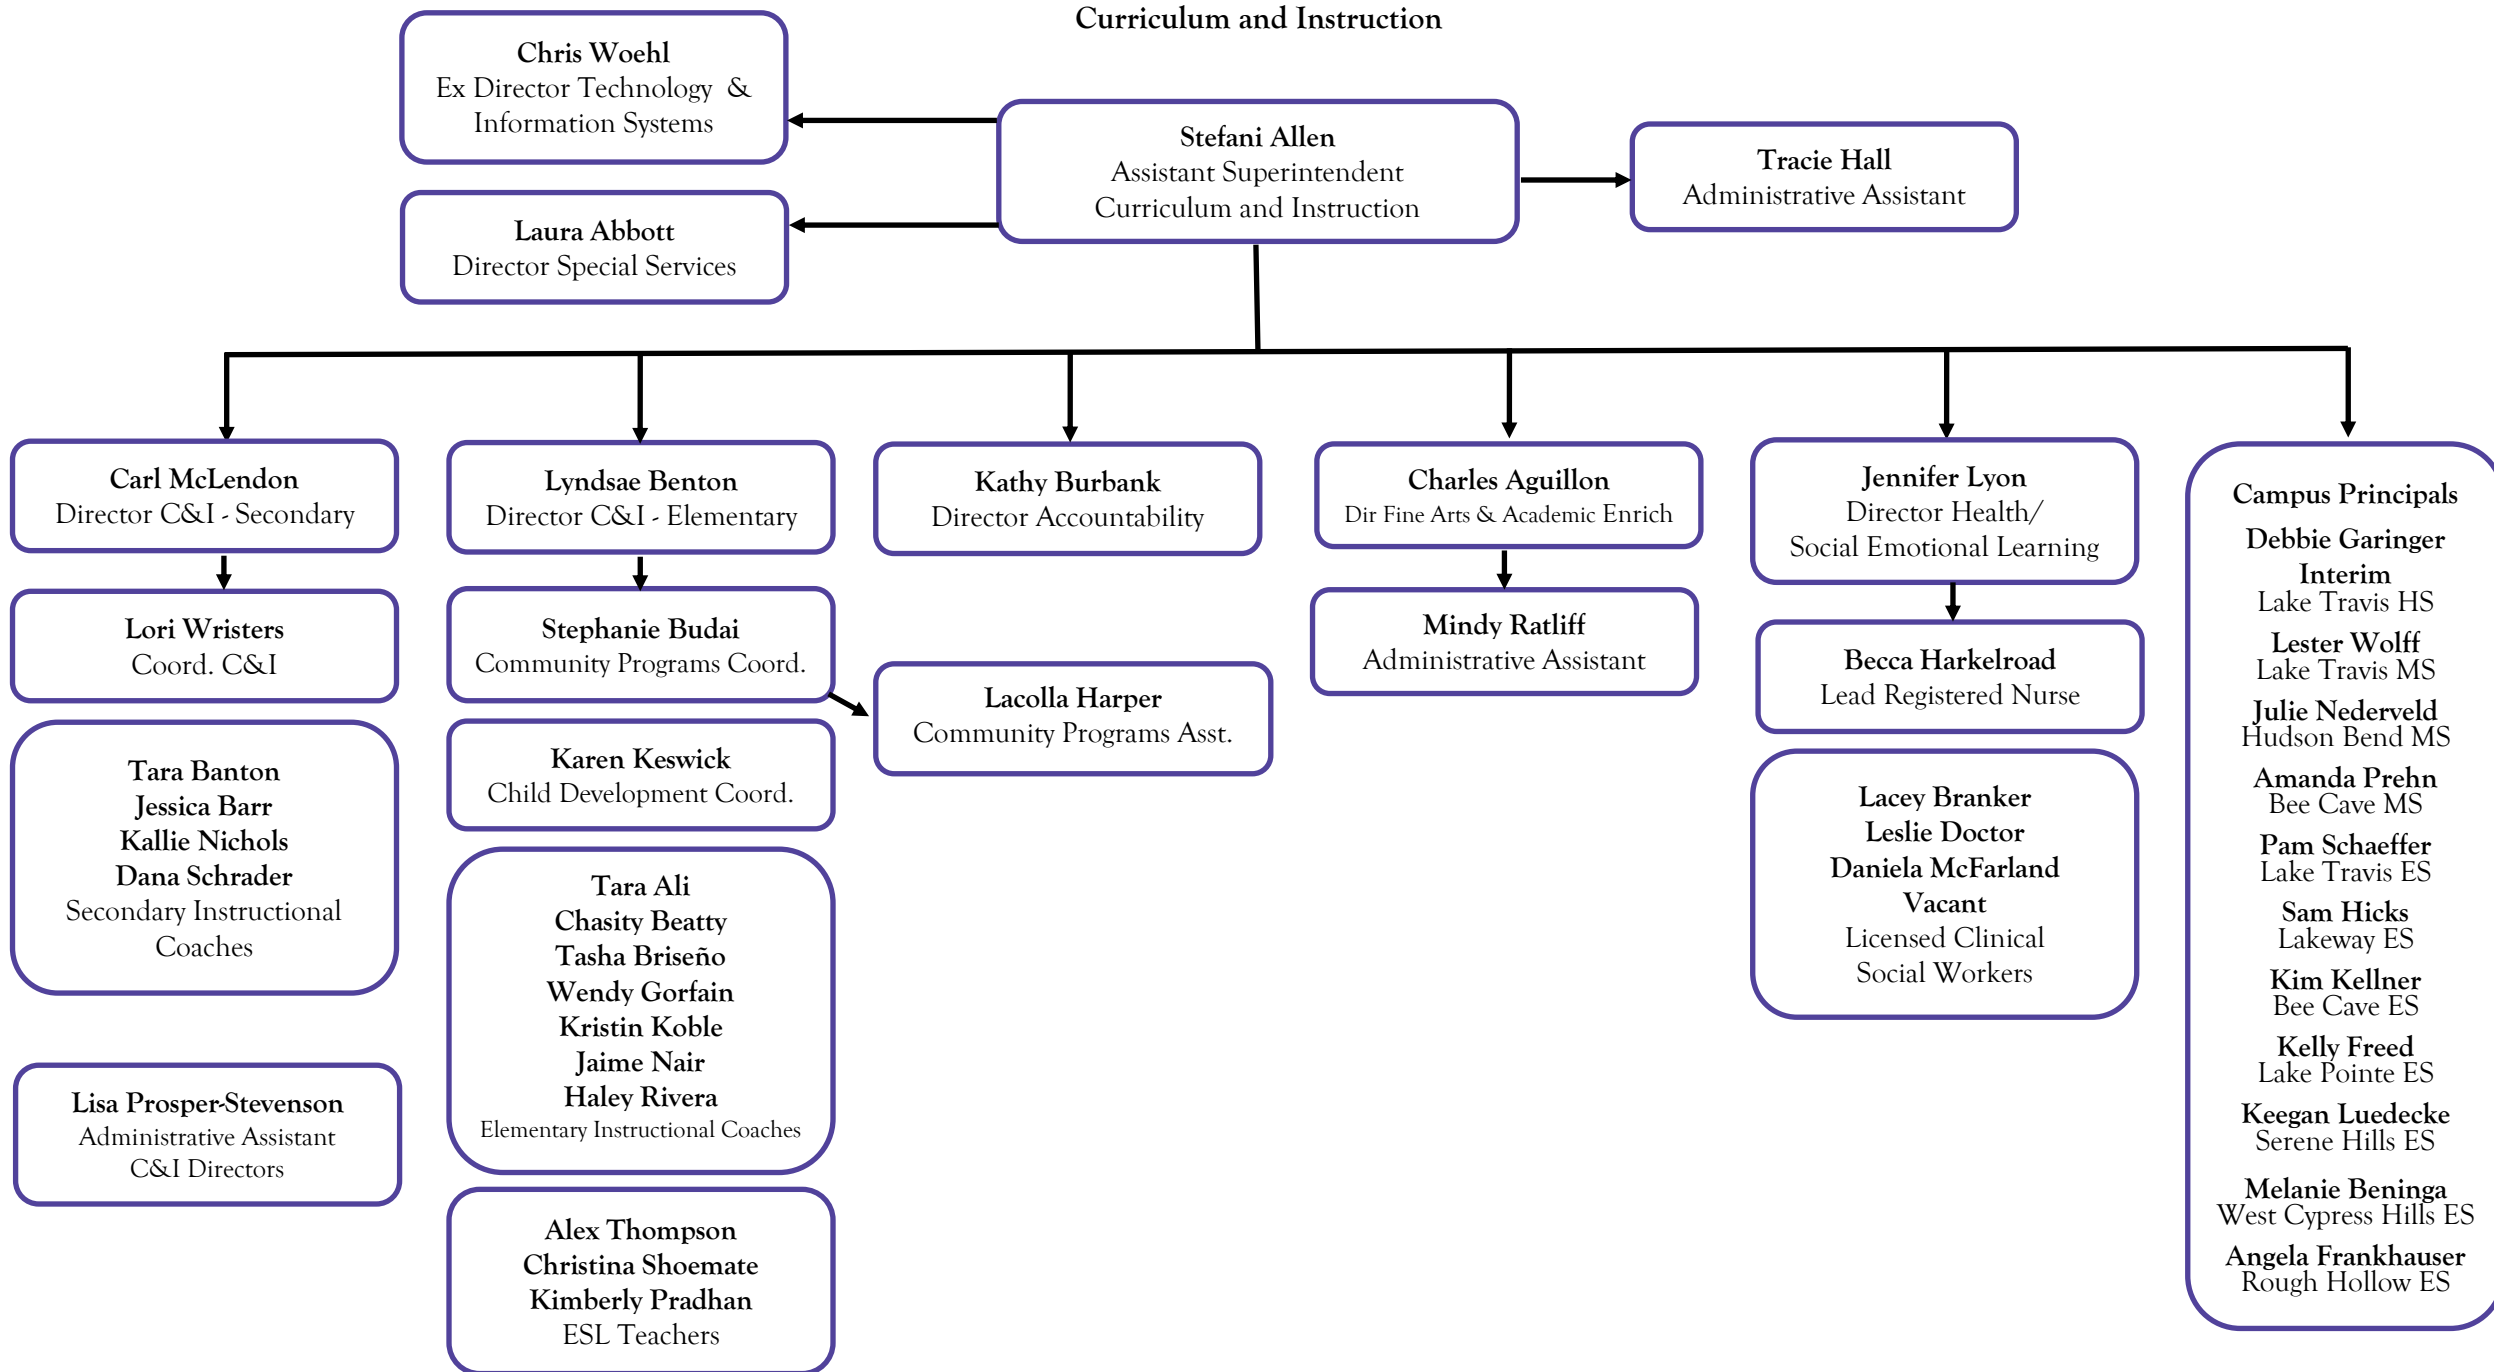 Curriculum and Instruction
Chris Woehl
Ex Director Technology &
Information Systems
Stefani Allen
Assistant Superintendent
Curriculum and Instruction
Tracie Hall
Administrative Assistant
Laura Abbott
Director Special Services
Carl McLendon
Director C&I - Secondary
Lori Wristers
Coord. C&I
Tara Banton
Jessica Barr
Kallie Nichols
Dana Schrader
Secondary Instructional
Coaches
Lisa Prosper-Stevenson
Administrative Assistant
C&I Directors
Lyndsae Benton
Director C&I - Elementary
Stephanie Budai
Community Programs Coord.
Lacolla Harper
Community Programs Asst.
Karen Keswick
Child Development Coord.
Tara Ali
Chasity Beatty
Tasha Briseño
Wendy Gorfain
Kristin Koble
Jaime Nair
Haley Rivera
Elementary Instructional Coaches
Alex Thompson
Christina Shoemate
Kimberly Pradhan
ESL Teachers
Kathy Burbank
Director Accountability
Charles Aguillon
Dir Fine Arts & Academic Enrich
Mindy Ratliff
Administrative Assistant
Jennifer Lyon
Director Health/
Social Emotional Learning
Becca Harkelroad
Lead Registered Nurse
Lacey Branker
Leslie Doctor
Daniela McFarland
Vacant
Licensed Clinical
Social Workers
Campus Principals
Debbie Garinger
Interim
Lake Travis HS
Lester Wolff
Lake Travis MS
Julie Nederveld
Hudson Bend MS
Amanda Prehn
Bee Cave MS
Pam Schaeffer
Lake Travis ES
Sam Hicks
Lakeway ES
Kim Kellner
Bee Cave ES
Kelly Freed
Lake Pointe ES
Keegan Luedecke
Serene Hills ES
Melanie Beninga
West Cypress Hills ES
Angela Frankhauser
Rough Hollow ES